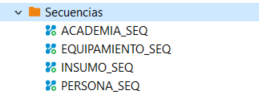 Secuencias
ACADEMIA_SEQ
EQUIPAMIENTO_SEQ
INSUMO_SEQ
PERSONA_SEQ